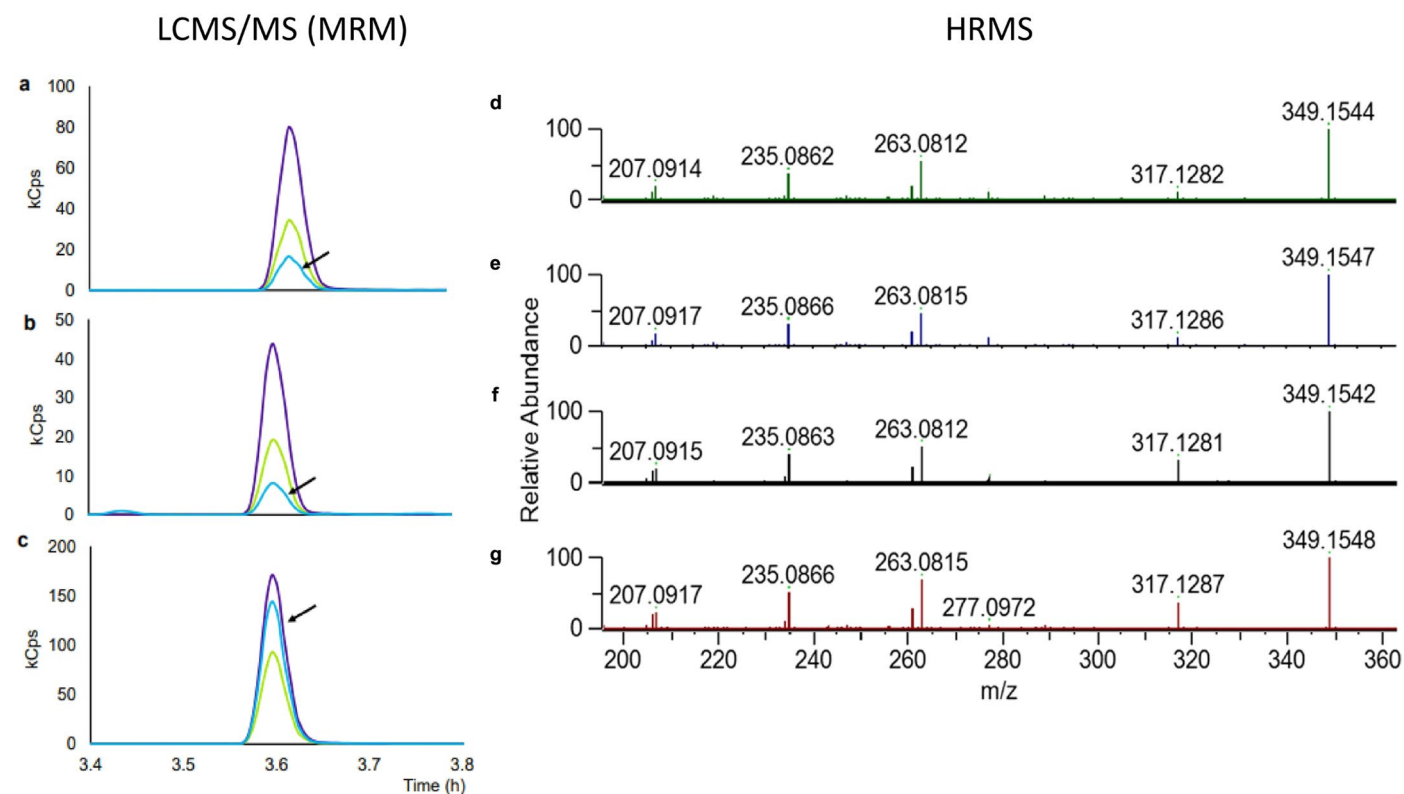 LCMS/MS (MRM)
HRMS
a
100
80
60
40
20
0
kCps
b
50
40
30
20
10
0
kCps
c
200
150
100
50
0
kCps
3.4 3.5 3.6 3.7 3.8
Time (h)
Relative Abundance
d
100
0
207.0914 235.0862 263.0812 317.1282 349.1544
e
100
0
207.0917 235.0866 263.0815 317.1286 349.1547
f
100
0
207.0915 235.0863 263.0812 317.1281 349.1542
g
100
0
207.0917 235.0866 263.0815 277.0972 317.1287 349.1548
200 220 240 260 280 300 320 340 360
m/z